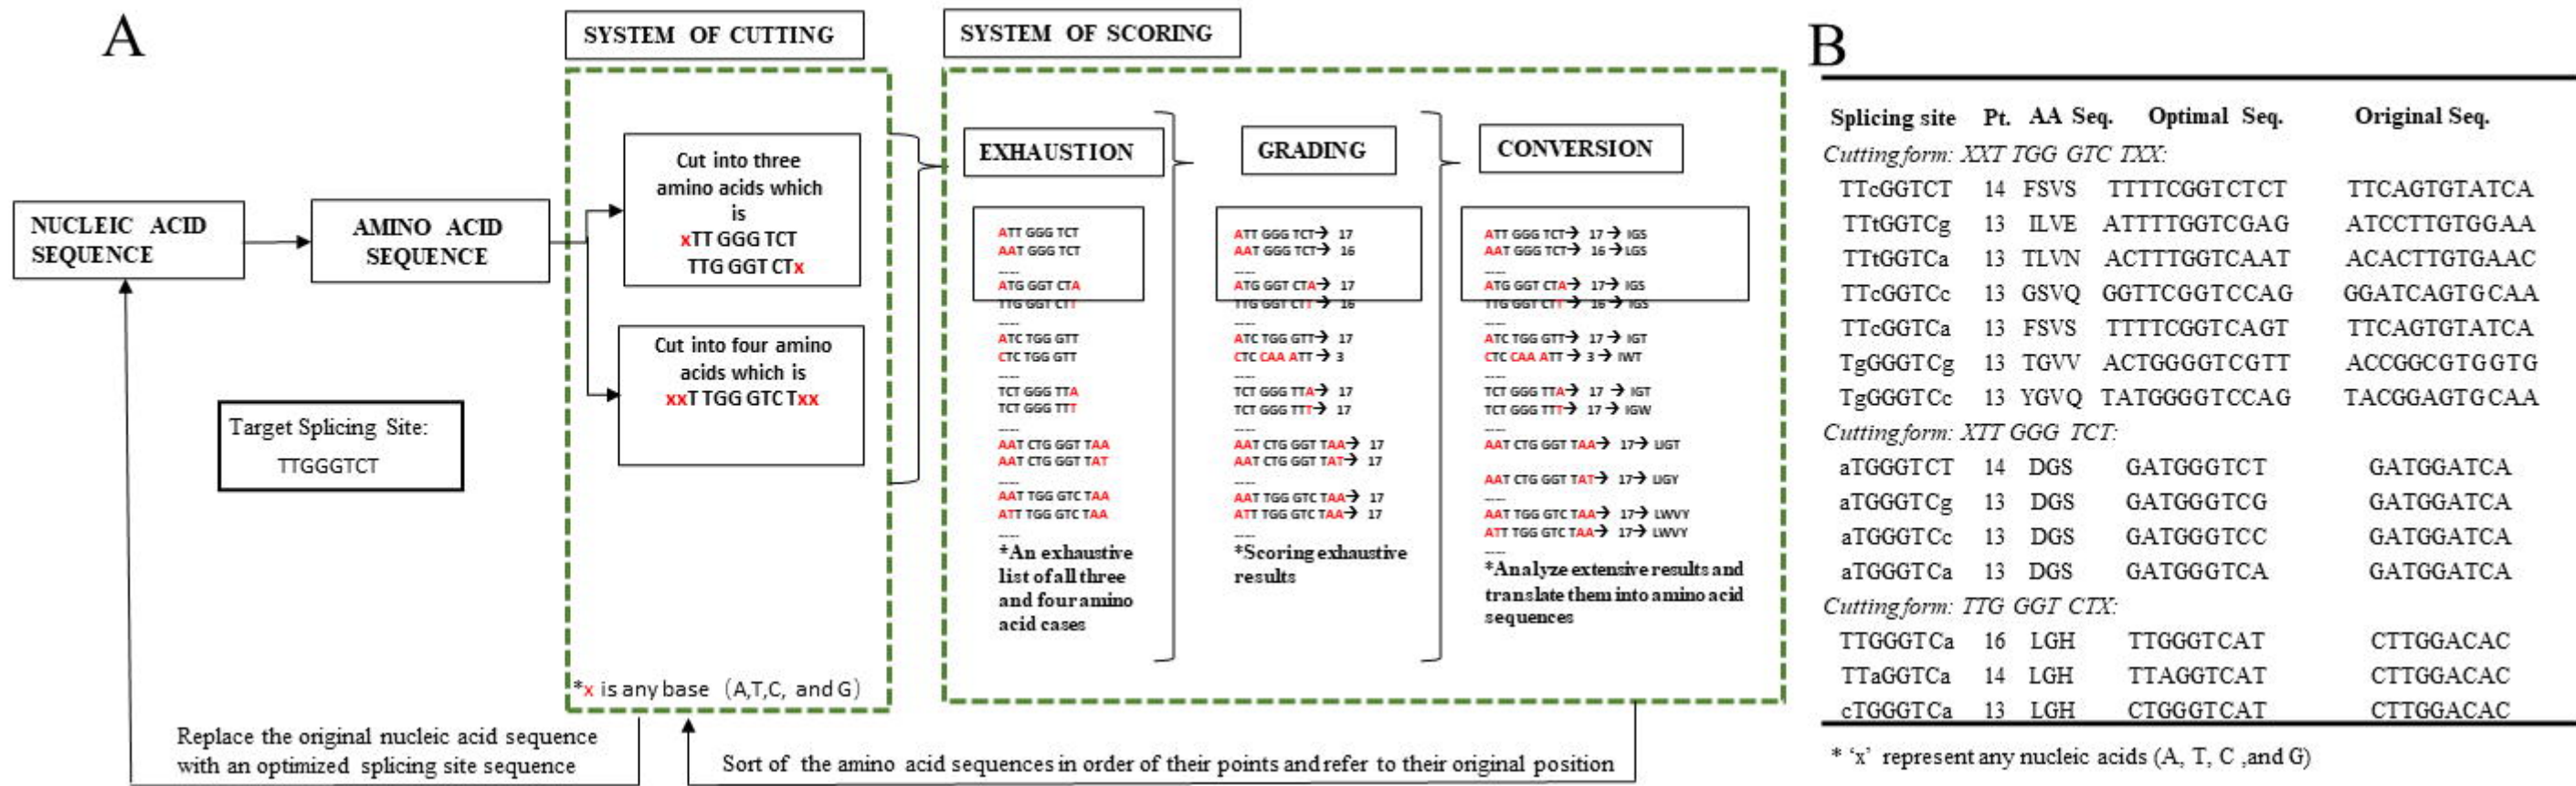 A
SYSTEM OF CUTTING
SYSTEM OF SCORING
NUCLEIC ACID
SEQUENCE
AMINO ACID
SEQUENCE
Target Splicing Site:
TTGGGTCT
Cut into three
amino acids which
is
xTT GGG TCT
TTG GGT CTx
Cut into four amino
acids which is
xxT TGG GTC Txx
*x is any base (A,T,C, and G)
EXHAUSTION
ATT GGG TCT
AAT GGG TCT
......
ATG GGT CTA
TTG GGT CTT
......
ATC TGG GTT
CTC TGG GTT
......
TCT GGG TTA
TCT GGG TTT
......
AAT CTG GGT TAA
AAT CTG GGT TAT
......
AAT TGG GTC TAA
ATT TGG GTC TAA
......
*An exhaustive
list of all three
and four amino
acid cases
GRADING
ATT GGG TCT→ 17
AAT GGG TCT→ 16
......
ATG GGT CTA→ 17
TTG GGT CTT→ 16
......
ATC TGG GTT→ 17
CTC CAA ATT→ 3
......
TCT GGG TTA→ 17
TCT GGG TTT→ 17
......
AAT CTG GGT TAA→ 17
AAT CTG GGT TAT→ 17
......
AAT TGG GTC TAA→ 17
ATT TGG GTC TAA→ 17
......
*Scoring exhaustive
results
CONVERSION
ATT GGG TCT→ 17 → IGS
AAT GGG TCT→ 16 →LGS
......
ATG GGT CTA→ 17→ IGS
TTG GGT CTT→ 16 → IGS
......
ATC TGG GTT→ 17 → IGT
CTC CAA ATT→ 3 → IWT
......
TCT GGG TTA→ 17 → IGT
TCT GGG TTT→ 17 → IGW
......
AAT CTG GGT TAA→ 17→ LIGT
AAT CTG GGT TAT→ 17→ LIGY
......
AAT TGG GTC TAA→ 17→ LWVY
ATT TGG GTC TAA→ 17→ LWVY
......
*Analyze extensive results and
translate them into amino acid
sequences
Replace the original nucleic acid sequence
with an optimized splicing site sequence
Sort of the amino acid sequences in order of their points and refer to their original position
B
Splicing site Pt. AA Seq. Optimal Seq. Original Seq.
Cutting form: XXT TGG GTC TXX:
TTcGGTCT 14 FSVS TTTTCGGTCTCT TTCAGTGTATCA
TTtGGTCg 13 ILVE ATTTTGGTCGAG ATCCTTGTGGAA
TTtGGTCa 13 TLVN ACTTTGGTCAAT ACACTTGTGAAC
TTcGGTCc 13 GSVQ GGTTCGGTCCAG GGATCAGTGCAA
TTcGGTCa 13 FSVS TTTTCGGTCAGT TTCAGTGTATCA
TgGGGTCg 13 TGVV ACTGGGGTCGTT ACCGGCGTGGTG
TgGGGTCc 13 YGVQ TATGGGGTCCAG TACGGAGTGCAA
Cutting form: XTT GGG TCT:
aTGGGTCT 14 DGS GATGGGTCT GATGGATCA
aTGGGTCg 13 DGS GATGGGTCG GATGGATCA
aTGGGTCc 13 DGS GATGGGTCC GATGGATCA
aTGGGTCa 13 DGS GATGGGTCA GATGGATCA
Cutting form: TTG GGT CTX:
TTGGGTCa 16 LGH TTGGGTCAT CTTGGACAC
TTaGGTCa 14 LGH TTAGGTCAT CTTGGACAC
cTGGGTCa 13 LGH CTGGGTCAT CTTGGACAC
* ‘x’ represent any nucleic acids (A, T, C ,and G)